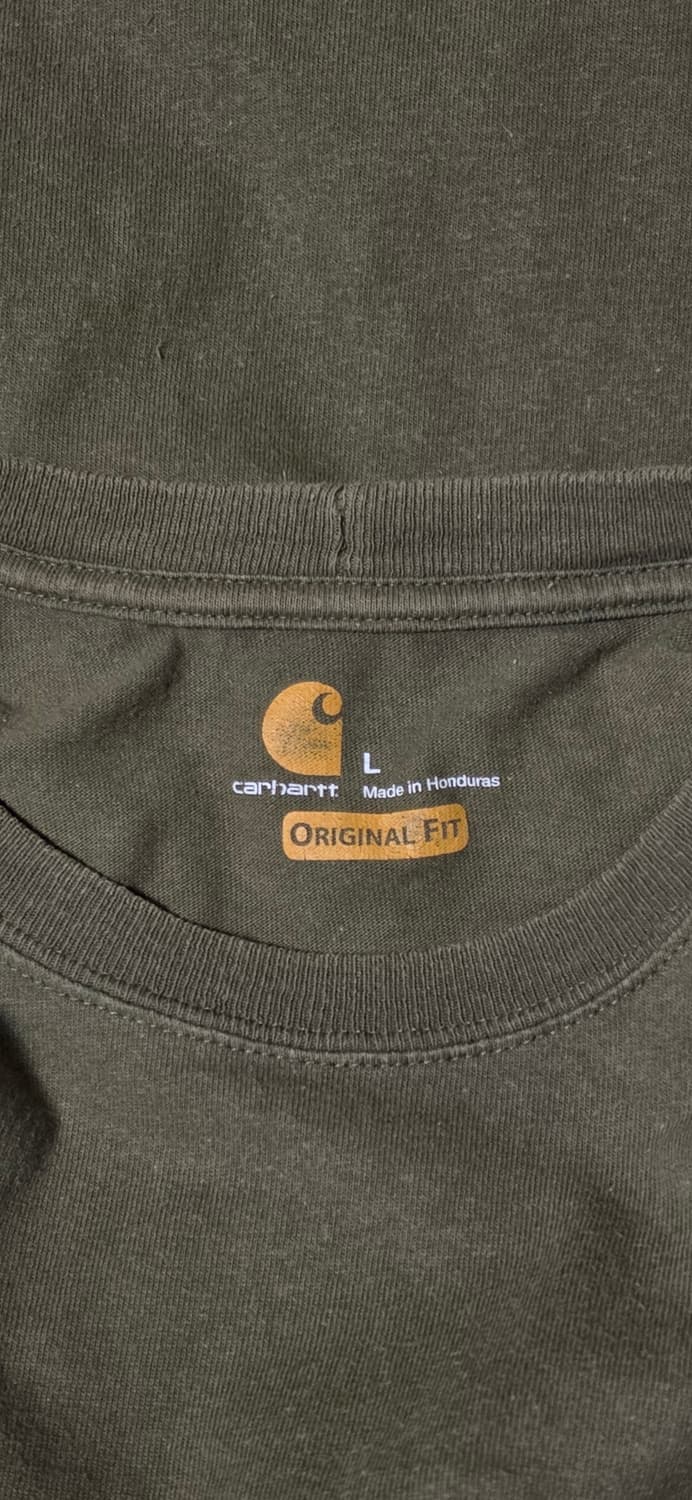 L
carhartt. Made in Honduras
ORIGINAL FIT